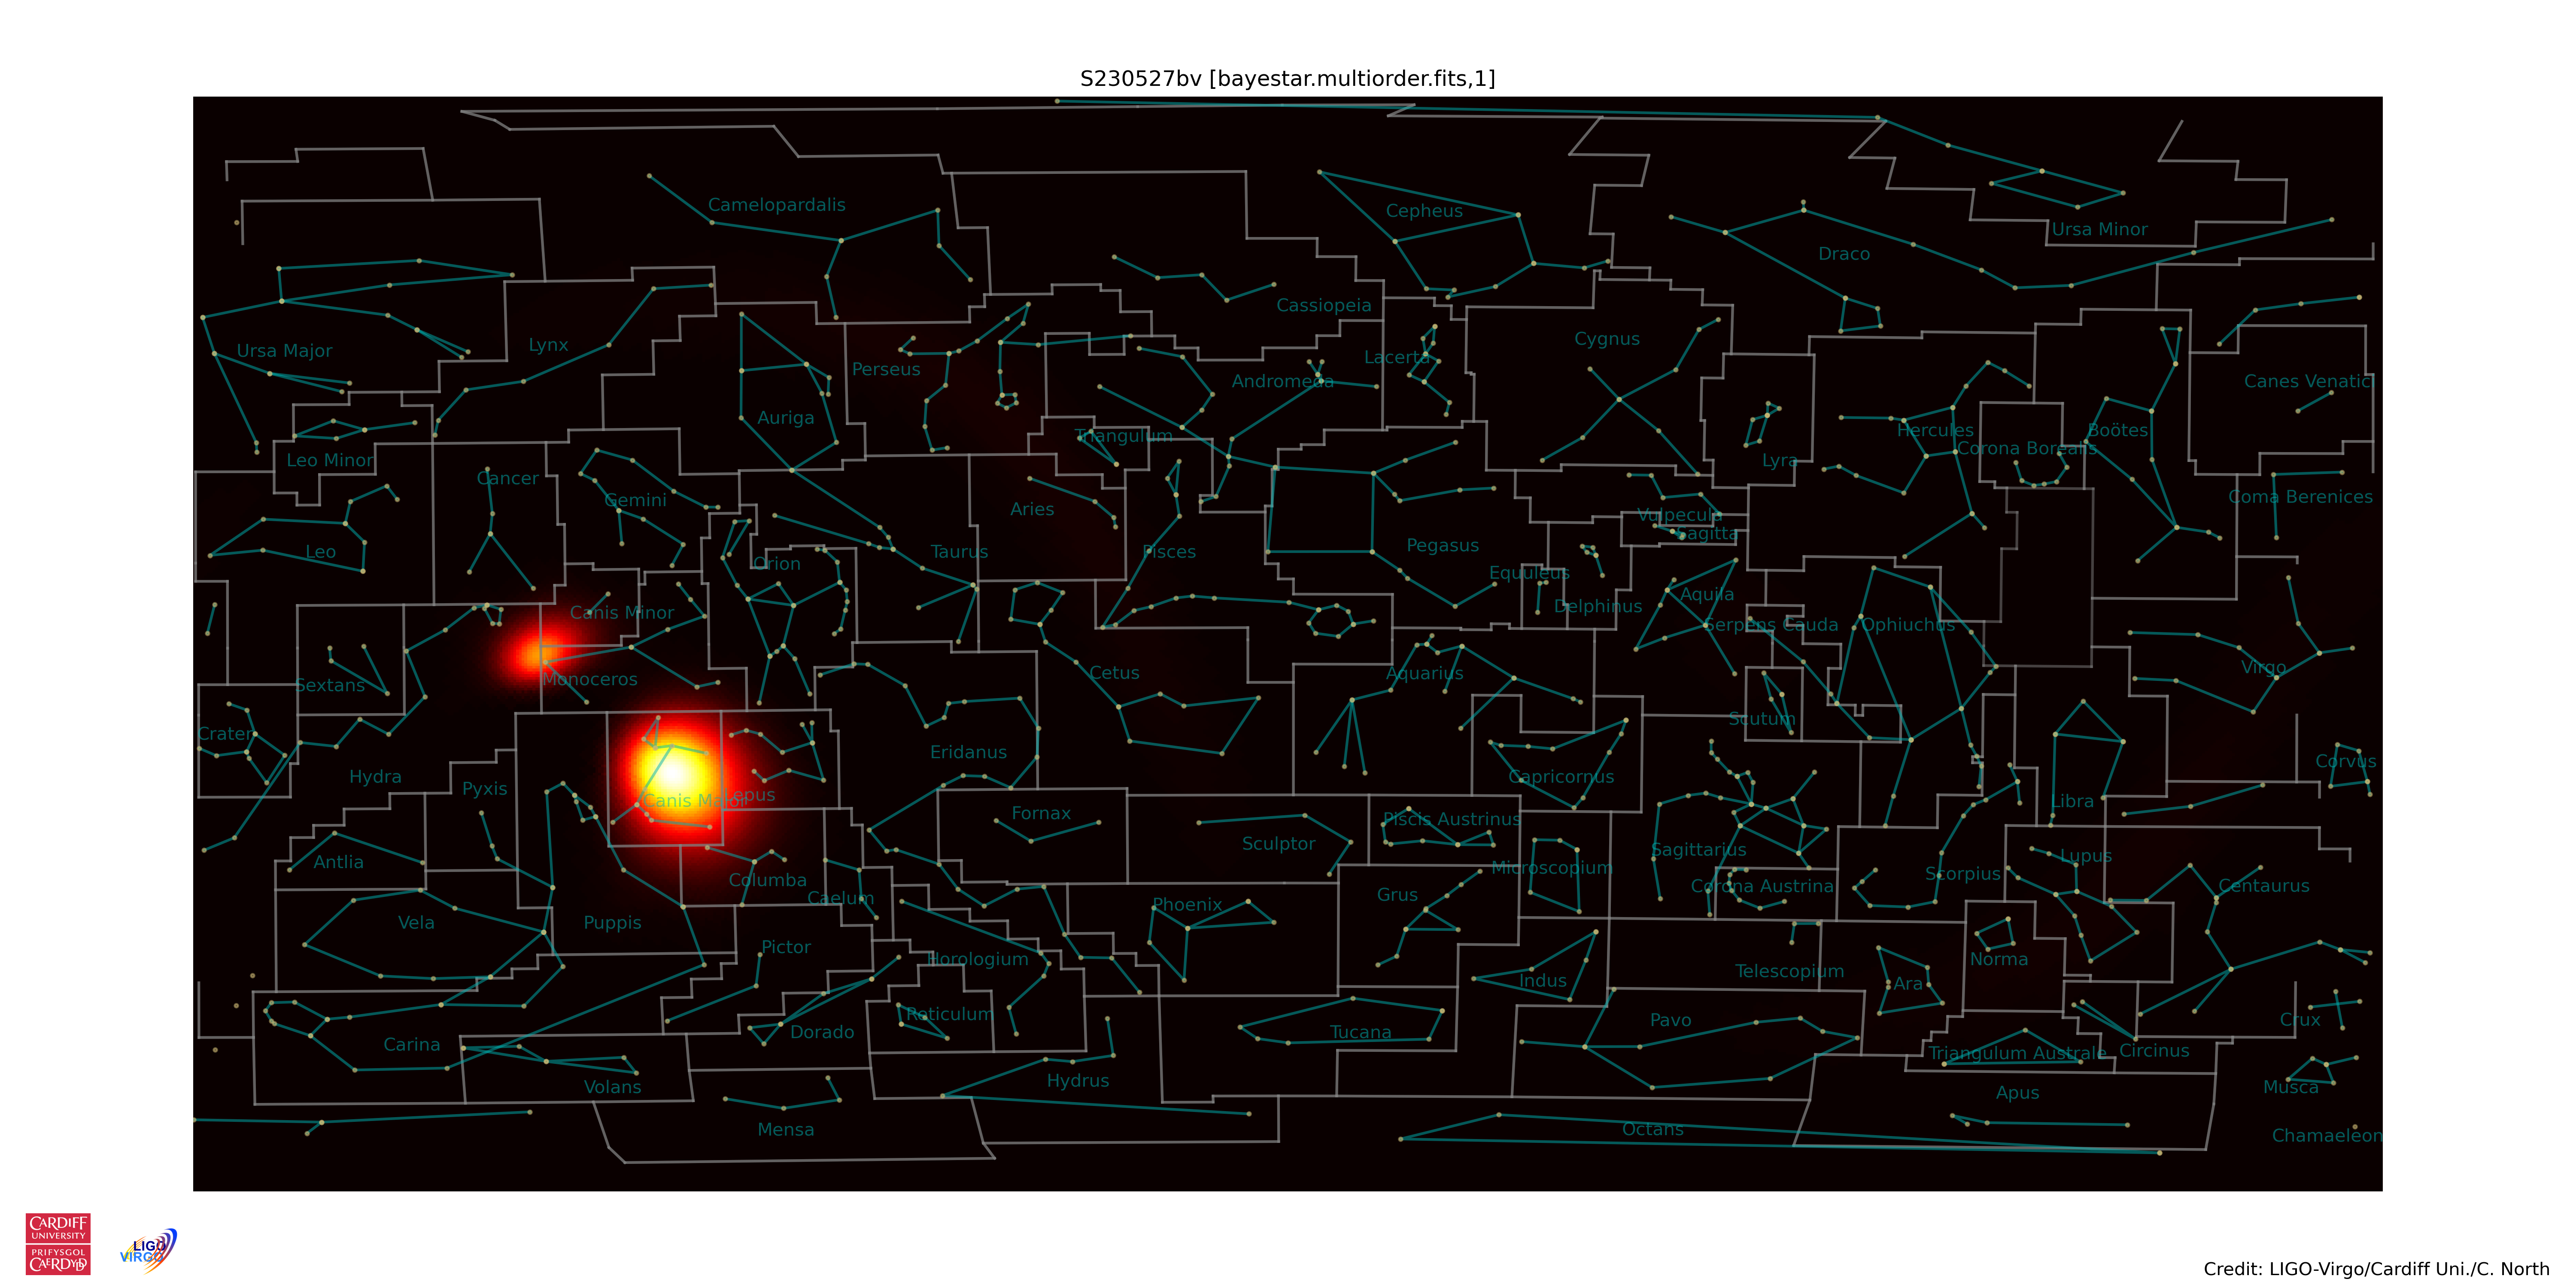 S230527bv [bayestar.multiorder.fits,1]
Camelopardalis
Cepheus
Ursa Minor
Draco
Cassiopeia
Cygnus
Lynx
Ursa Major
Lacerta
Perseus
Andromeda
Canes Venatici
Auriga
Hercules
Boötes
Triangulum
Corona Borealis
Leo Minor
Lyra
Cancer
Gemini
Coma Berenices
Aries
Vulpecula
Sagitta
Pegasus
Leo
Taurus
Pisces
Orion
Equuleus
Aquila
Delphinus
Canis Minor
Serpens Cauda
Ophiuchus
Virgo
Cetus
Aquarius
Monoceros
Sextans
Scutum
Crater
Eridanus
Corvus
Hydra
Capricornus
Pyxis
Lepus
Canis Major
Libra
Fornax
Piscis Austrinus
Sculptor
Sagittarius
Lupus
Antlia
Microscopium
Scorpius
Columba
Corona Austrina
Centaurus
Grus
Caelum
Phoenix
Vela
Puppis
Pictor
Horologium
Norma
Telescopium
Indus
Ara
Reticulum
Pavo
Crux
Dorado
Tucana
Carina
Circinus
Triangulum Australe
Hydrus
Volans
Musca
Apus
Mensa
Octans
Chamaeleon
CARDIFF
UNIVERSITY
PRIFYSGOL
CAERDYDD
LIGO
VIRGO
Credit: LIGO-Virgo/Cardiff Uni./C. North